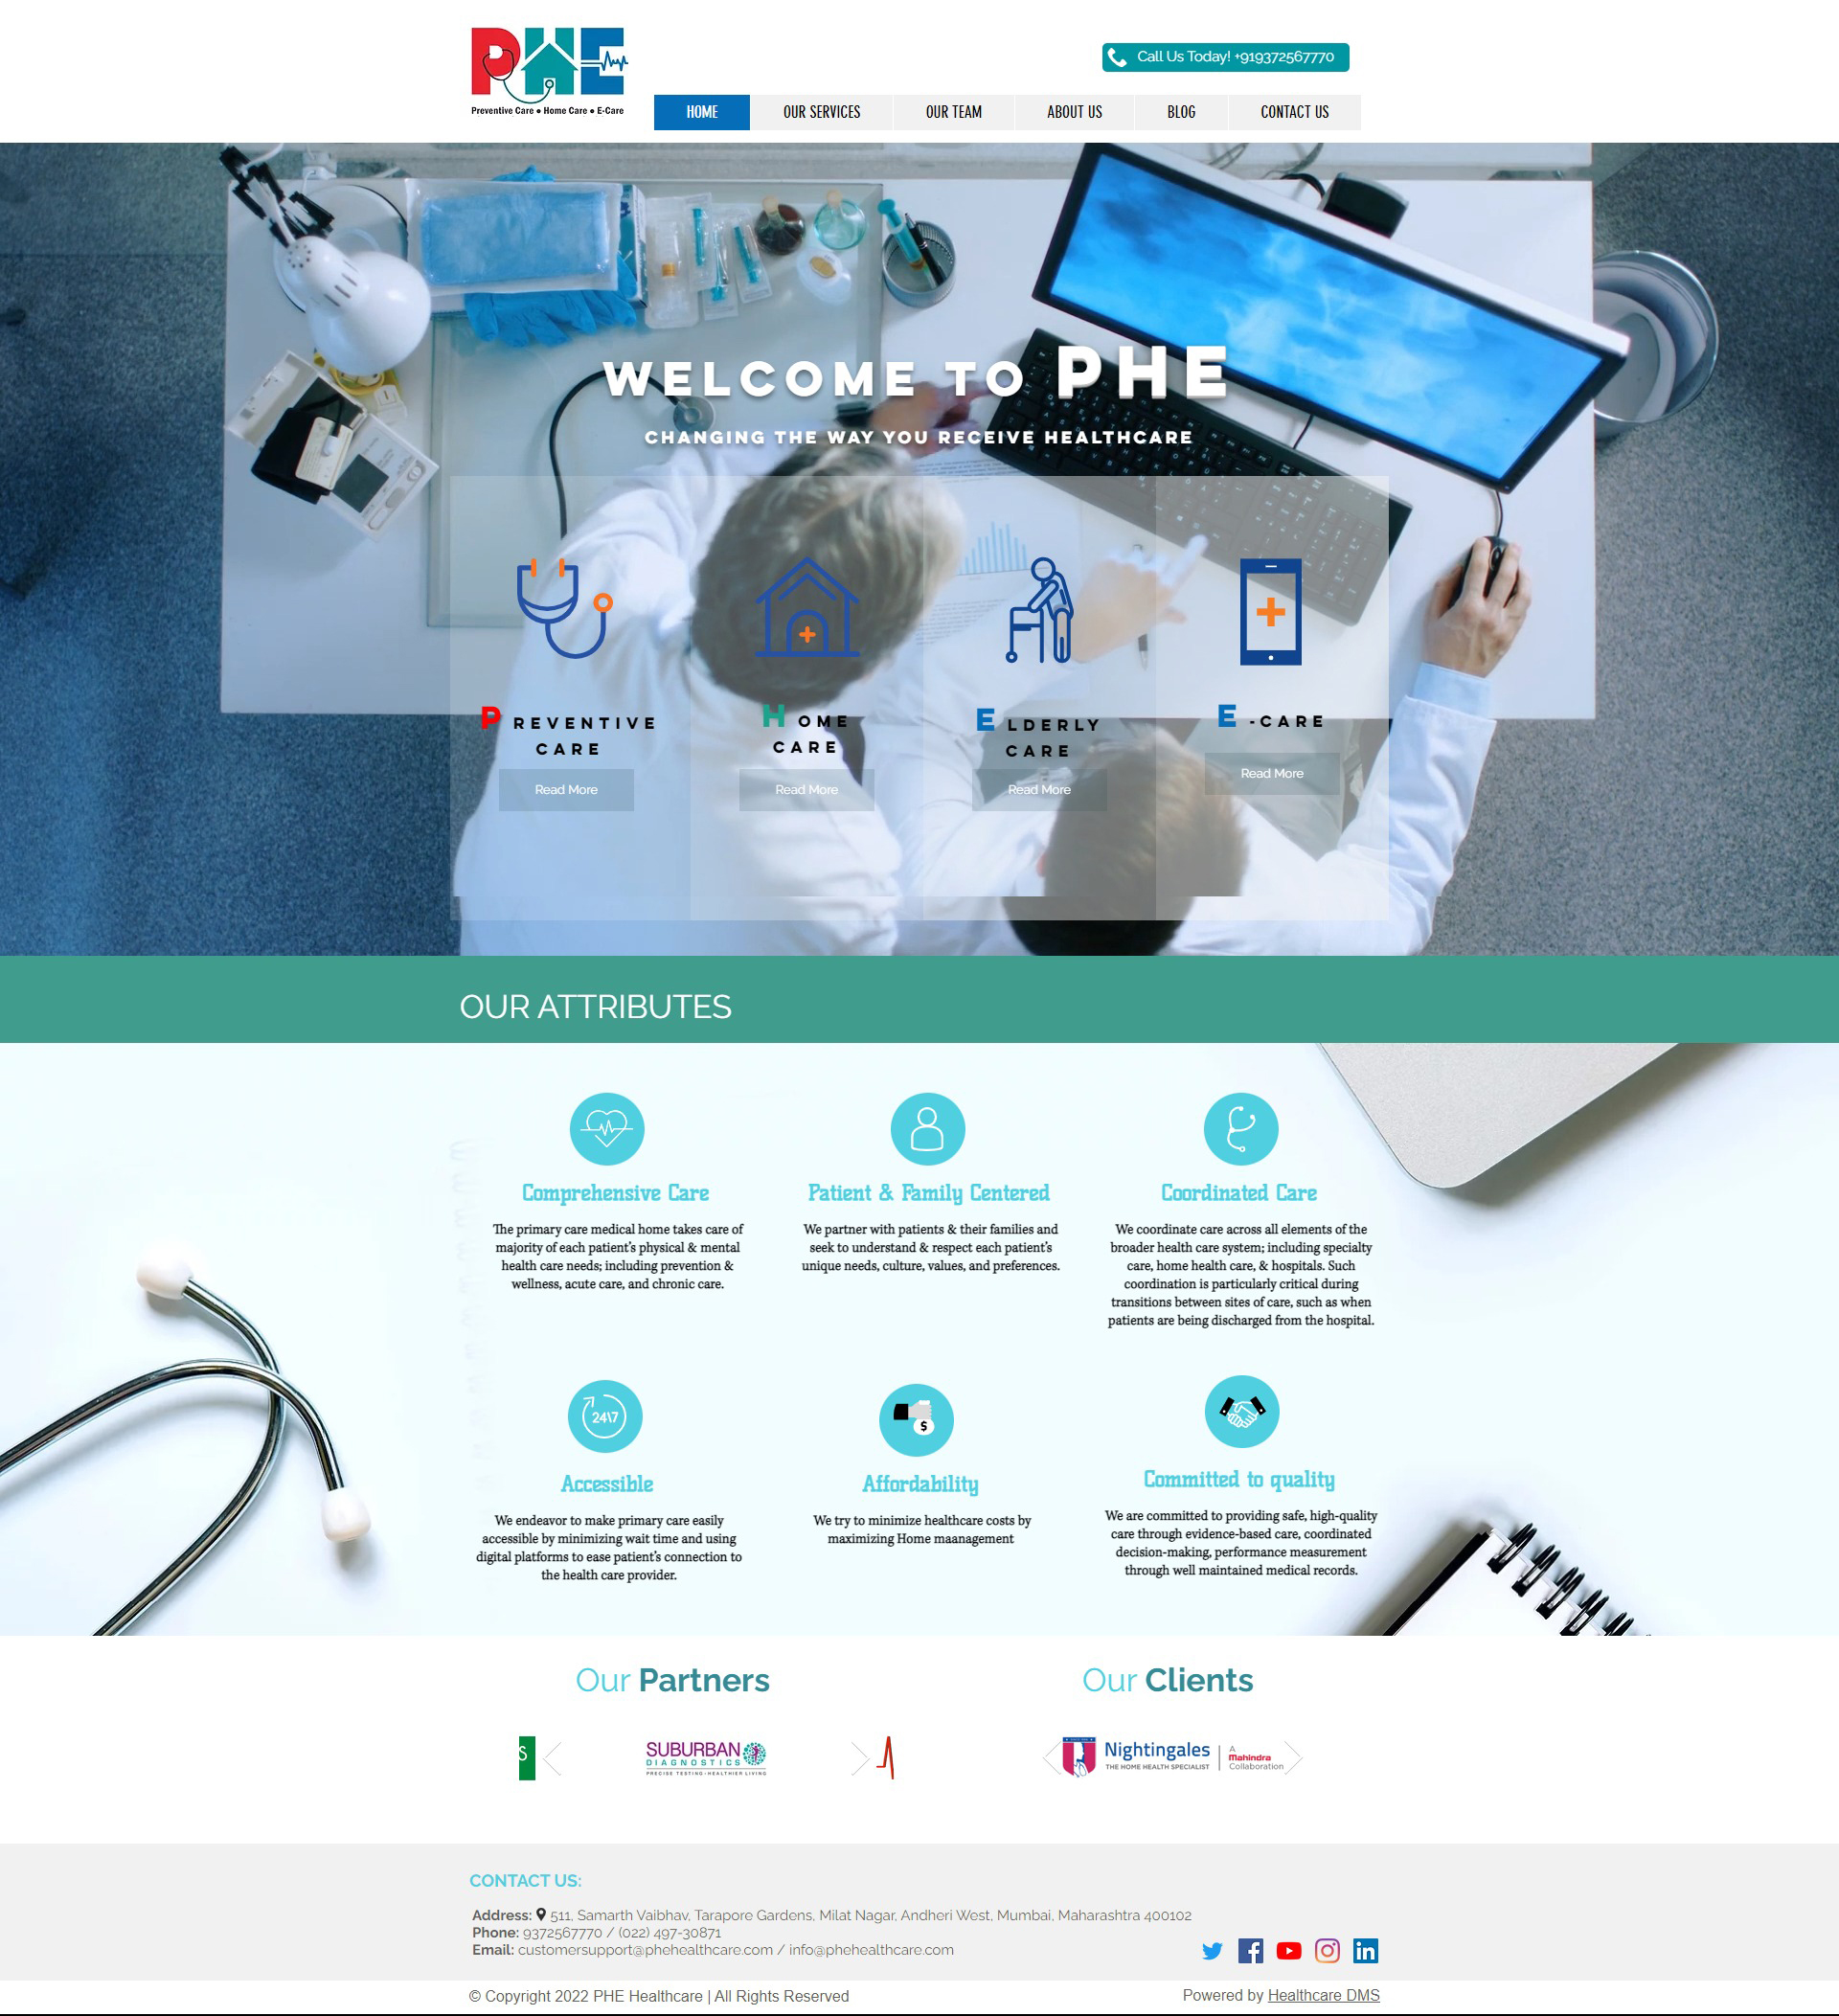 PHE
Preventive Care • Home Care • E-Care
Call Us Today! +919372567770
HOME
OUR SERVICES
OUR TEAM
ABOUT US
BLOG
CONTACT US
WELCOME TO PHE
CHANGING THE WAY YOU RECEIVE HEALTHCARE
PREVENTIVE
CARE
Read More
HOME
CARE
Read More
ELDERLY
CARE
Read More
E-CARE
Read More
OUR ATTRIBUTES
Comprehensive Care
The primary care medical home takes care of
majority of each patient's physical & mental
health care needs; including prevention &
wellness, acute care, and chronic care.
Patient & Family Centered
We partner with patients & their families and
seek to understand & respect each patient's
unique needs, culture, values, and preferences.
Coordinated Care
We coordinate care across all elements of the
broader health care system; including specialty
care, home health care, & hospitals. Such
coordination is particularly critical during
transitions between sites of care, such as when
patients are being discharged from the hospital.
24\7
Accessible
We endeavor to make primary care easily
accessible by minimizing wait time and using
digital platforms to ease patient's connection to
the health care provider.
$
Affordability
We try to minimize healthcare costs by
maximizing Home maanagement
Committed to quality
We are committed to providing safe, high-quality
care through evidence-based care, coordinated
decision-making, performance measurement
through well maintained medical records.
Our Partners
S
SUBURBAN
DIAGNOSTICS
PRECISE TESTING-HEALTHIER LIVING
Our Clients
Nightingales
THE HOME HEALTH SPECIALIST
A
Mahindra
Collaboration
CONTACT US:
Address: 511, Samarth Vaibhav, Tarapore Gardens, Milat Nagar, Andheri West, Mumbai, Maharashtra 400102
Phone: 9372567770 / (022) 497-30871
Email: customersupport@phehealthcare.com / info@phehealthcare.com
© Copyright 2022 PHE Healthcare | All Rights Reserved
Powered by Healthcare DMS